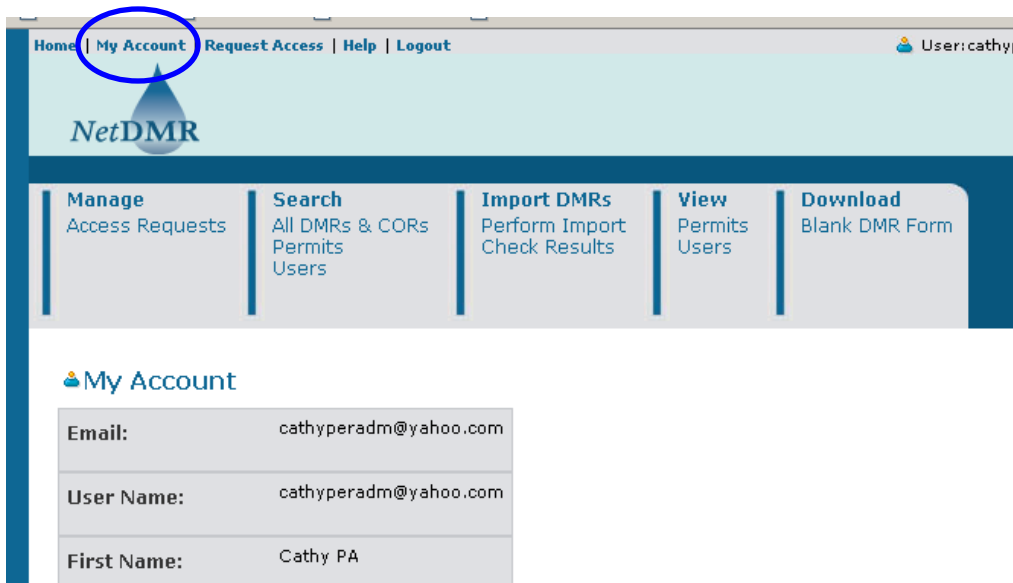 Home | My Account | Request Access | Help | Logout
User:cathy
NetDMR
Manage
Access Requests
Search
All DMRs & CORs
Permits
Users
Import DMRs
Perform Import
Check Results
View
Permits
Users
Download
Blank DMR Form
My Account
Email: cathyperadm@yahoo.com
User Name: cathyperadm@yahoo.com
First Name: Cathy PA